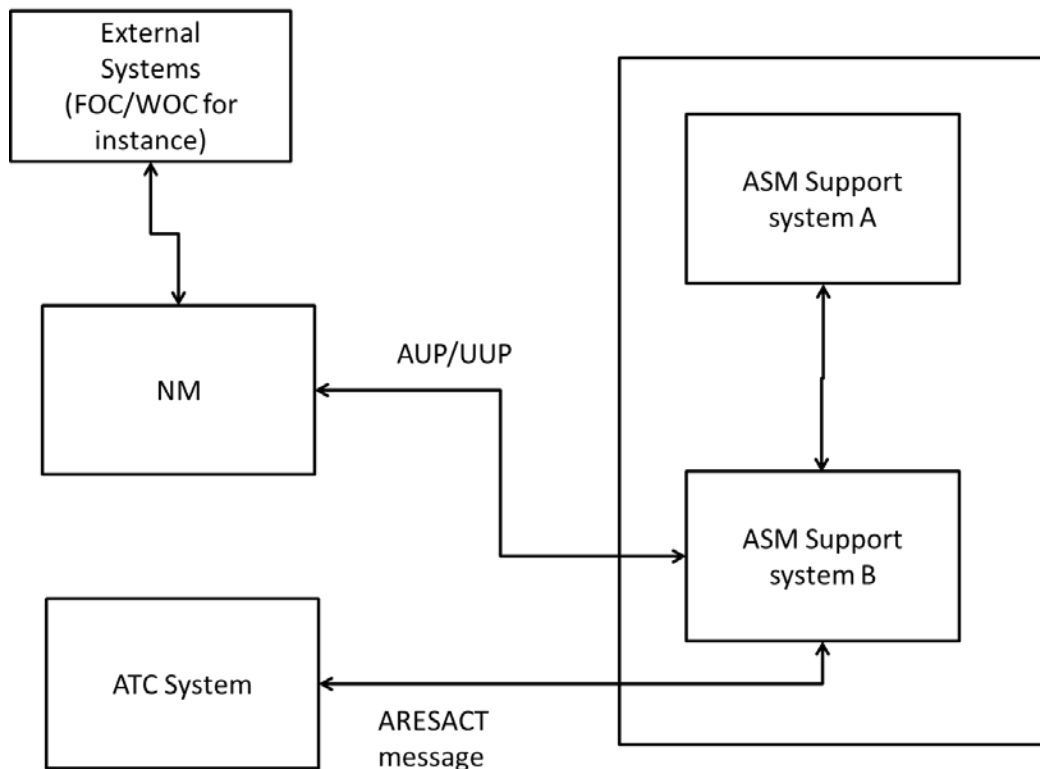 External
Systems
(FOC/WOC for
instance)
ASM Support
system A
AUP/UUP
NM
ASM Support
system B
ATC System
ARESACT
message